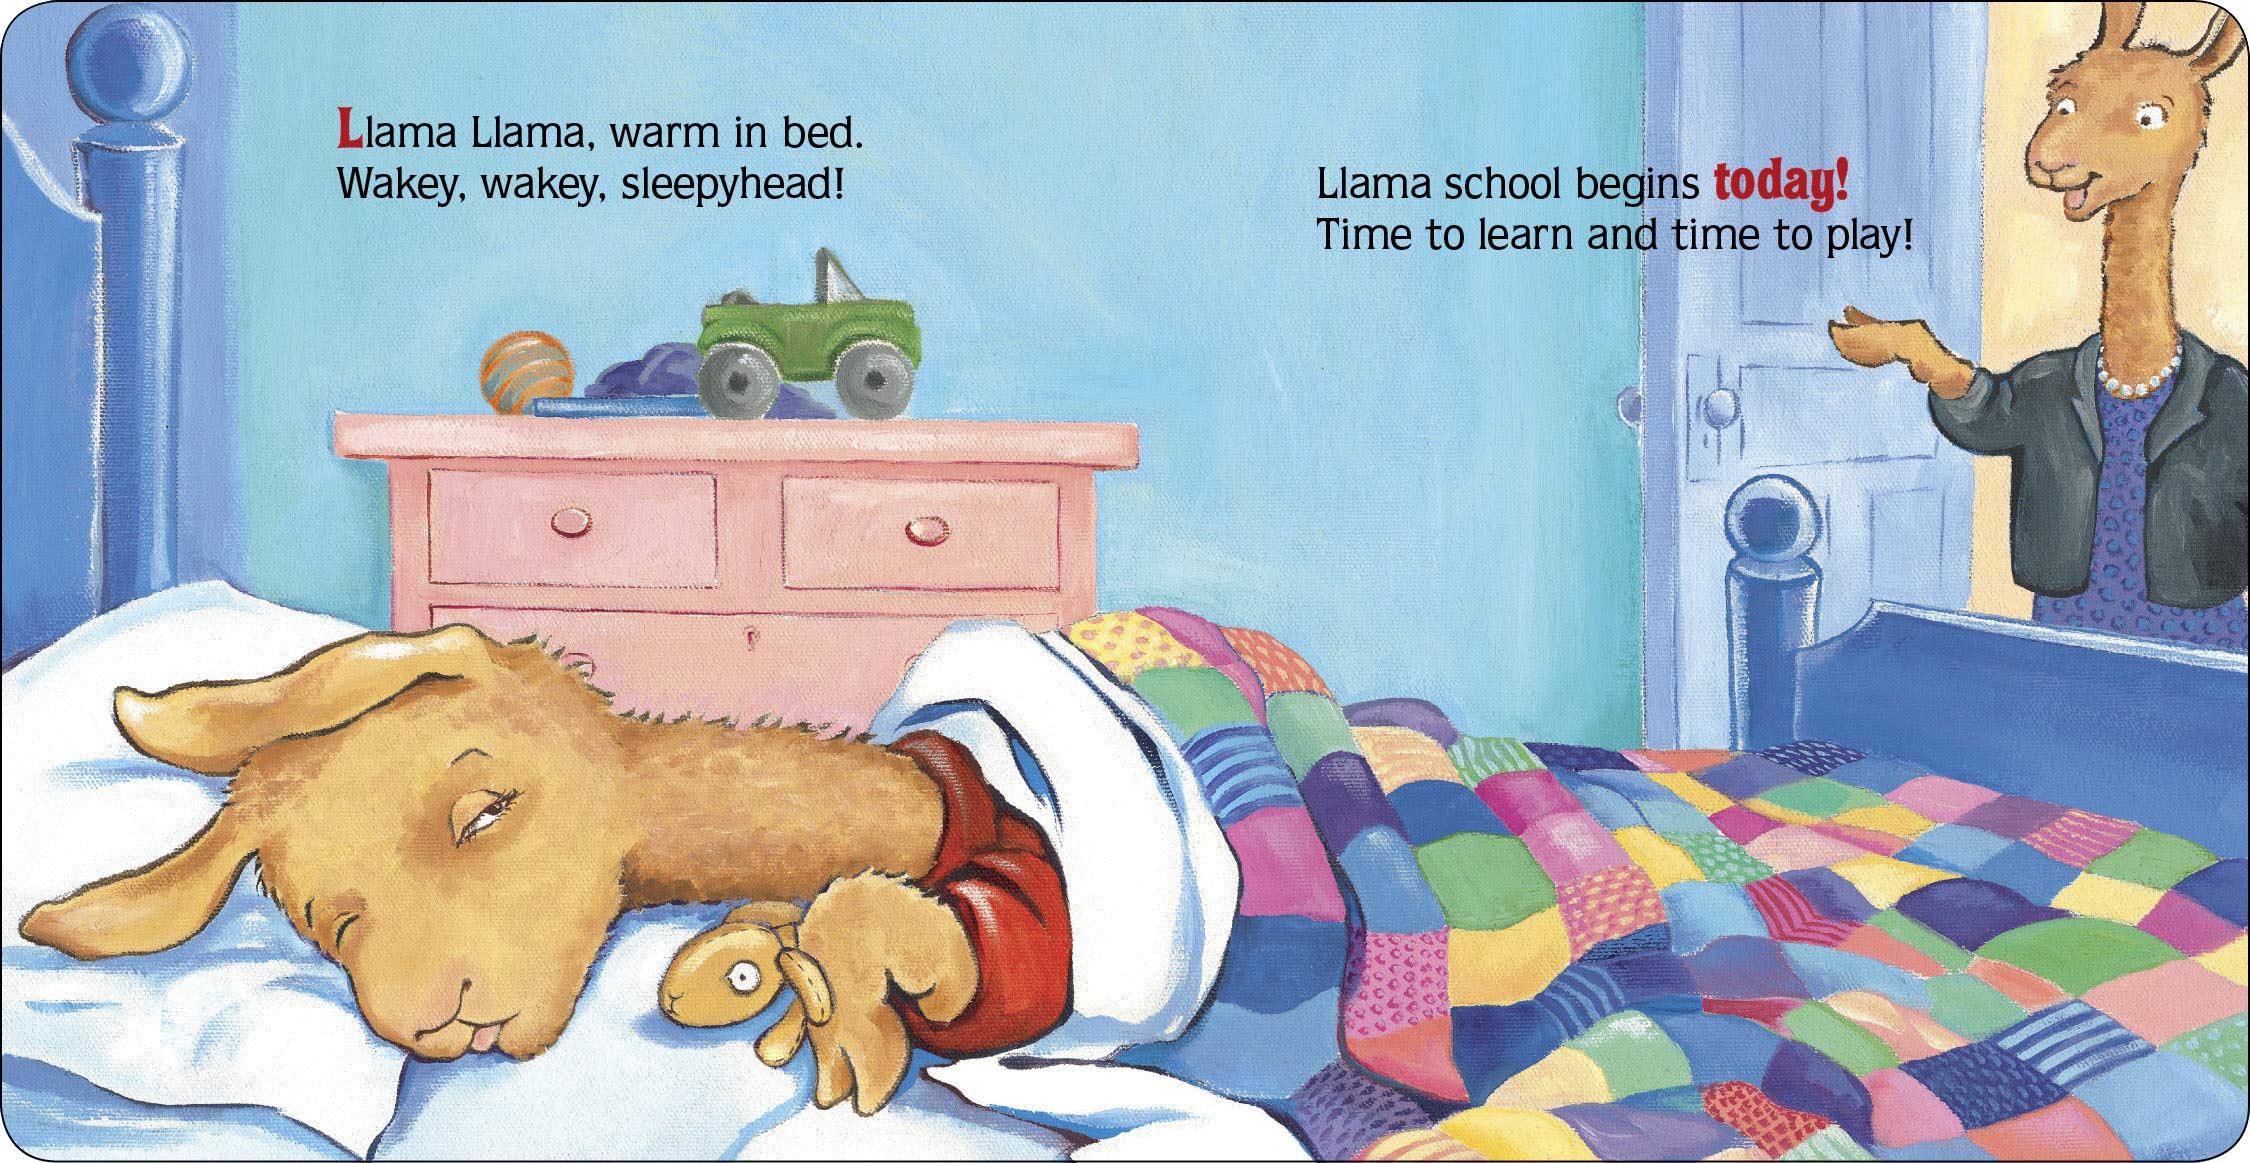 Llama Llama, warm in bed.
Wakey, wakey, sleepyhead!
Llama school begins today!
Time to learn and time to play!